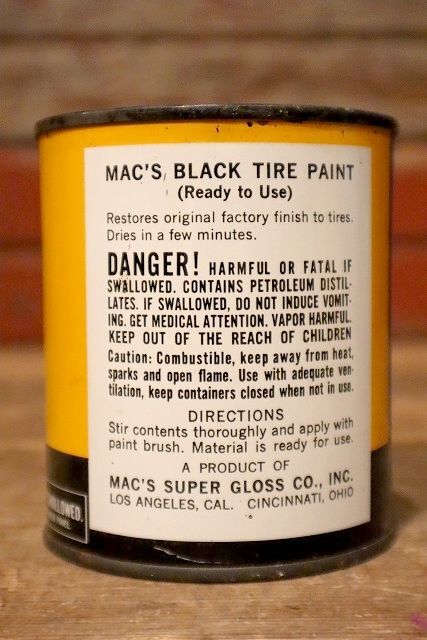 MAC'S BLACK TIRE PAINT
(Ready to Use)
Restores original factory finish to tires.
Dries in a few minutes.
DANGER! HARMFUL OR FATAL IF
SWALLOWED. CONTAINS PETROLEUM DISTIL-
LATES. IF SWALLOWED, DO NOT INDUCE VOMIT-
ING. GET MEDICAL ATTENTION. VAPOR HARMFUL.
KEEP OUT OF THE REACH OF CHILDREN
Caution: Combustible, keep away from heat,
sparks and open flame. Use with adequate ven-
tilation, keep containers closed when not in use.
DIRECTIONS
Stir contents thoroughly and apply with
paint brush. Material is ready for use.
A PRODUCT OF
MAC'S SUPER GLOSS CO., INC.
LOS ANGELES, CAL. CINCINNATI, OHIO